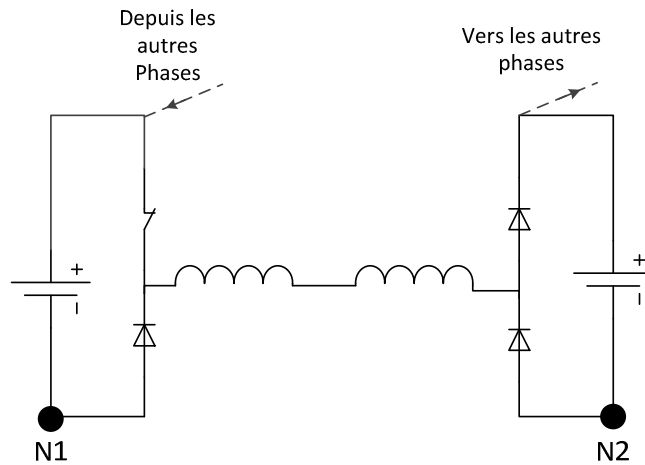 Depuis les
autres
Phases
Vers les autres
phases
+
−
+
−
N1
N2